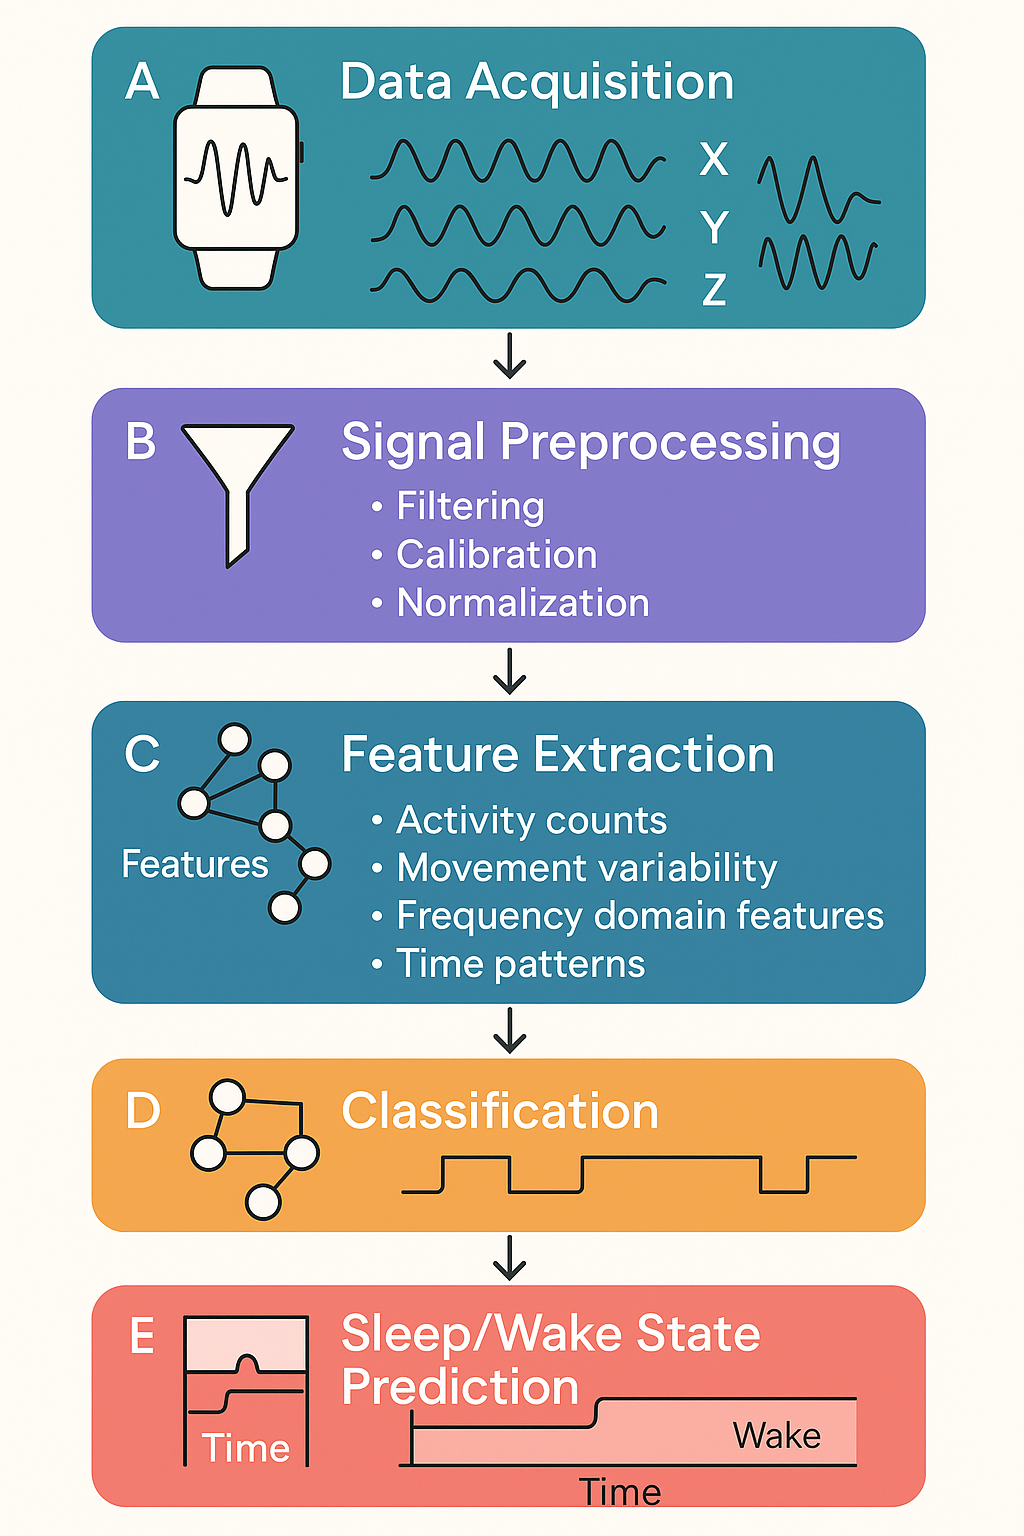 A
Data Acquisition
X
Y
Z
B
Signal Preprocessing
• Filtering
• Calibration
• Normalization
C
Feature Extraction
Features
• Activity counts
• Movement variability
• Frequency domain features
• Time patterns
D
Classification
E
Sleep/Wake State
Prediction
Time
Wake
Time